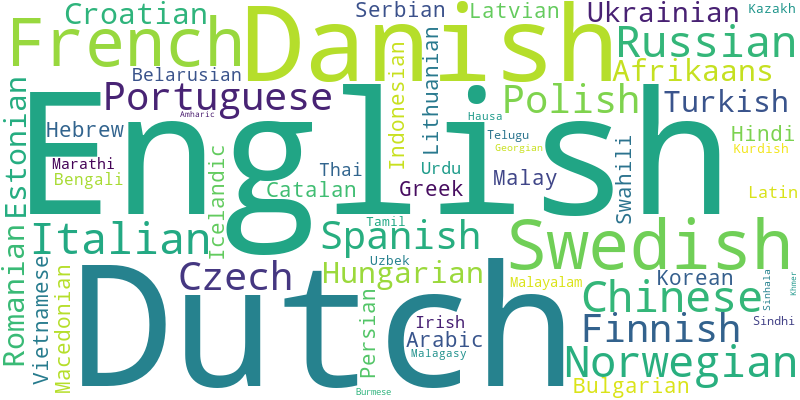 Croatian
Serbian
Latvian
Ukrainian
Kazakh
French
Danish
Russian
Belarusian
Indonesian
Lithuanian
Afrikaans
Estonian
Portuguese
Polish
Turkish
Amharic
Hausa
Hebrew
English
Telugu
Hindi
Marathi
Georgian
Kurdish
Bengali
Icelandic
Thai
Urdu
Malay
Swahili
Catalan
Greek
Latin
Tamil
Italian
Spanish
Swedish
Romanian
Vietnamese
Macedonian
Uzbek
Czech
Hungarian
Malayalam
Korean
Sinhala
Khmer
Dutch
Persian
Chinese
Irish
Finnish
Sindhi
Arabic
Malagasy
Norwegian
Bulgarian
Burmese